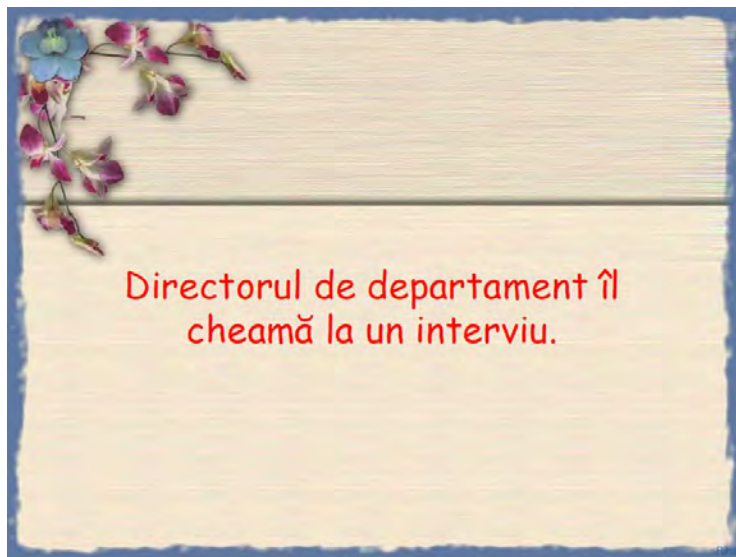 Directorul de departament îl
cheamă la un interviu.